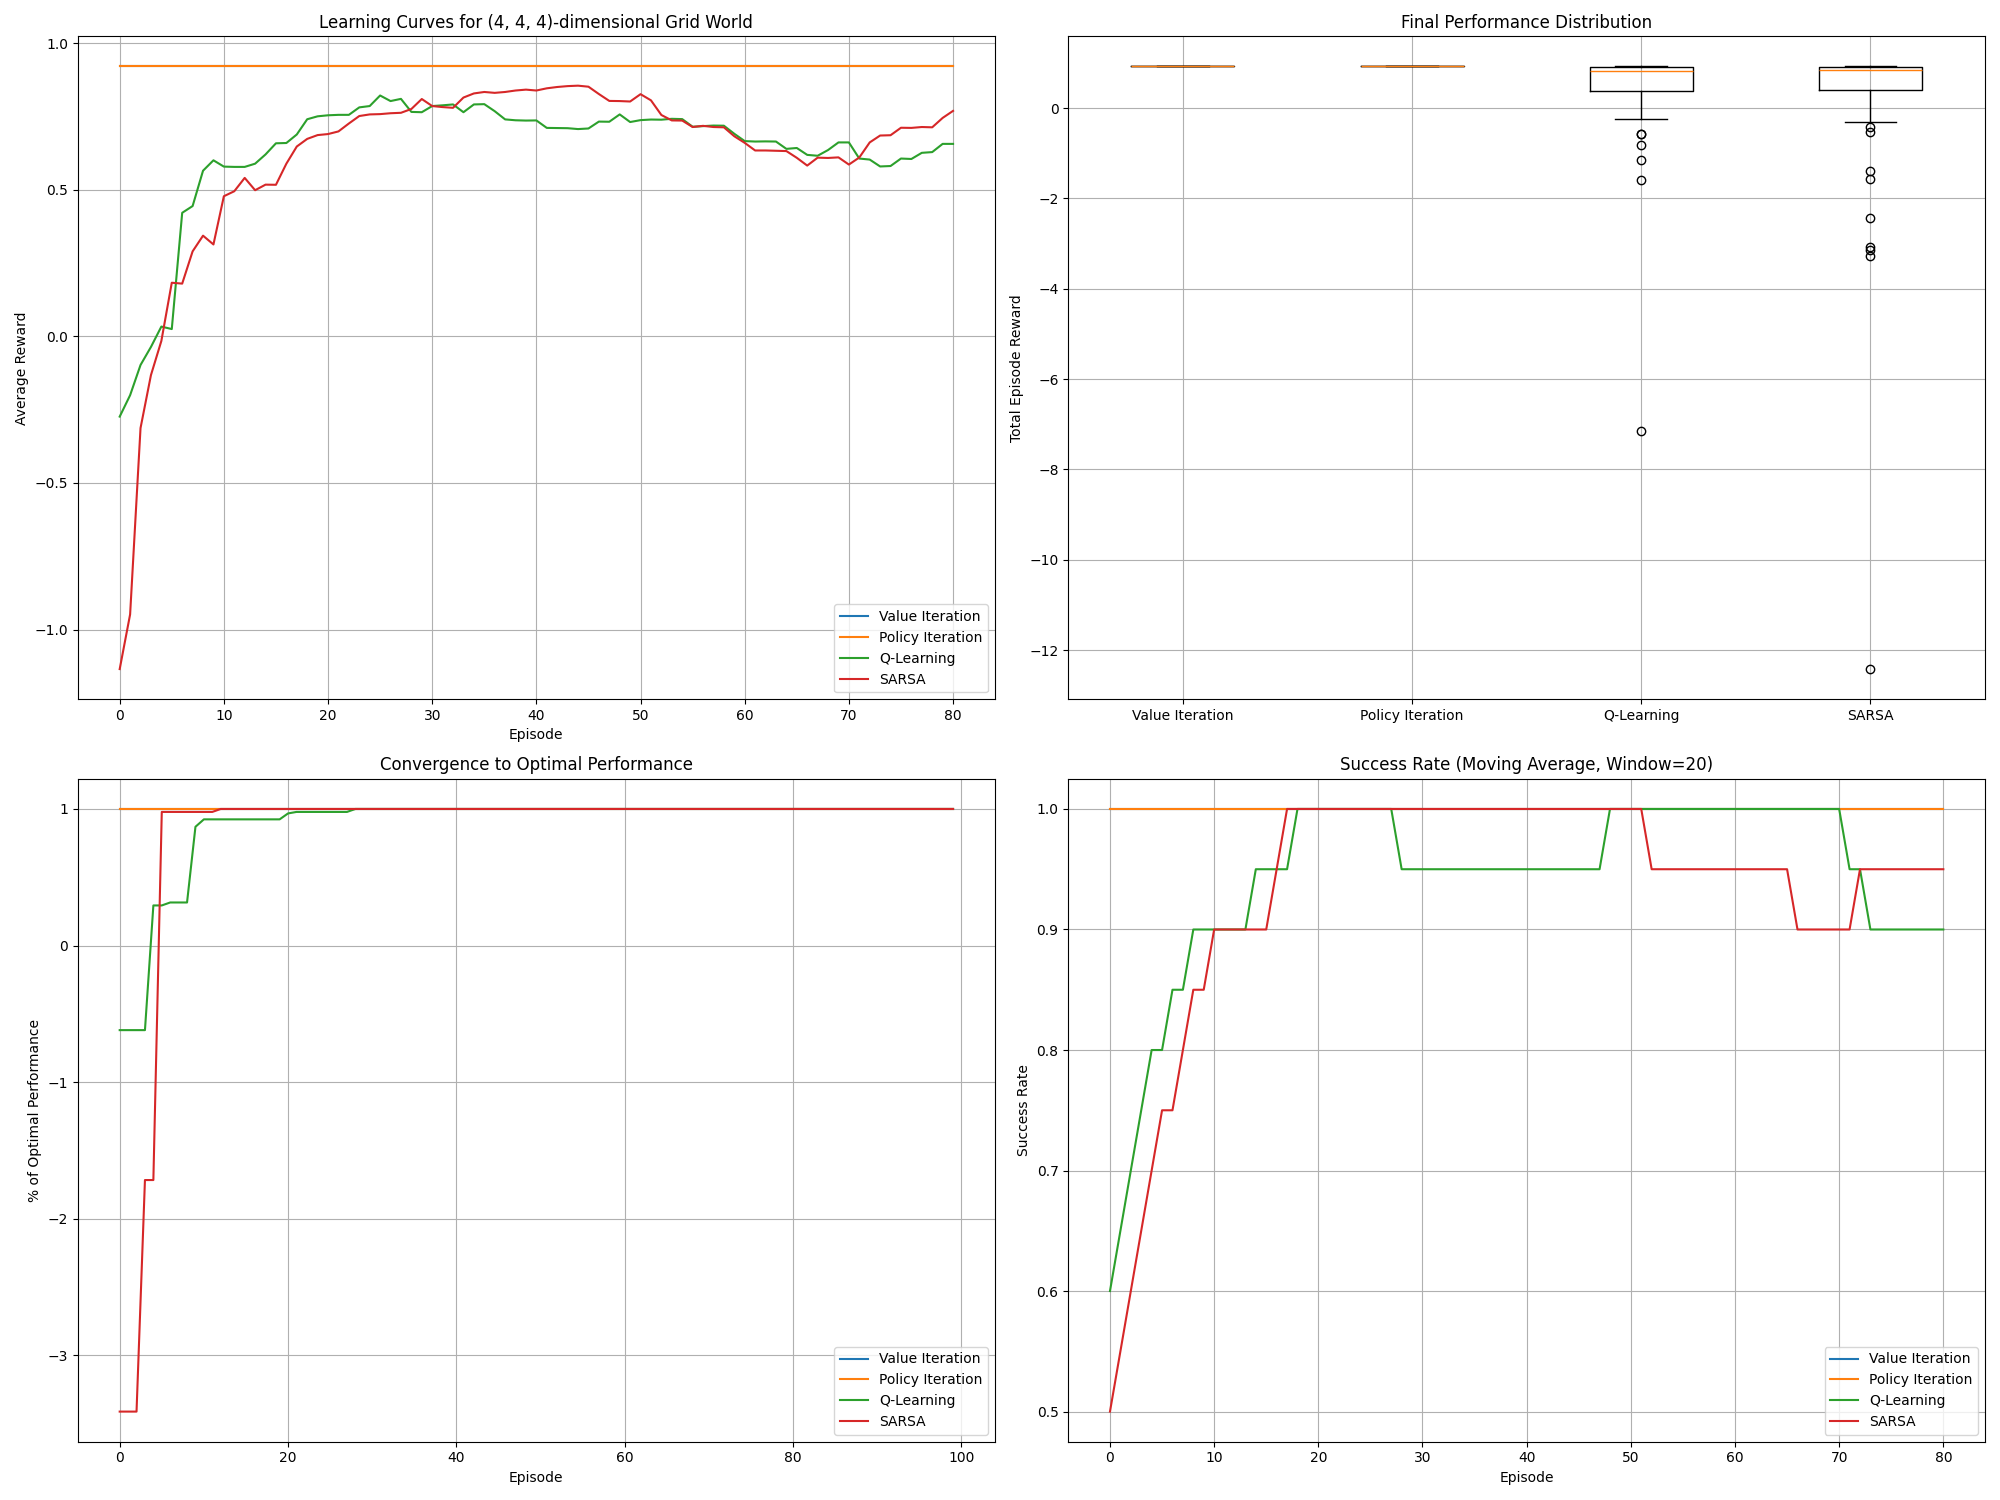 Learning Curves for (4, 4, 4)-dimensional Grid World
1.0
0.5
0.0
−0.5
−1.0
Average Reward
0 10 20 30 40 50 60 70 80
Episode
Value Iteration
Policy Iteration
Q-Learning
SARSA
Final Performance Distribution
0
−2
−4
−6
−8
−10
−12
Total Episode Reward
Value Iteration Policy Iteration Q-Learning SARSA
Convergence to Optimal Performance
1
0
−1
−2
−3
% of Optimal Performance
0 20 40 60 80 100
Episode
Value Iteration
Policy Iteration
Q-Learning
SARSA
Success Rate (Moving Average, Window=20)
1.0
0.9
0.8
0.7
0.6
0.5
Success Rate
0 10 20 30 40 50 60 70 80
Episode
Value Iteration
Policy Iteration
Q-Learning
SARSA